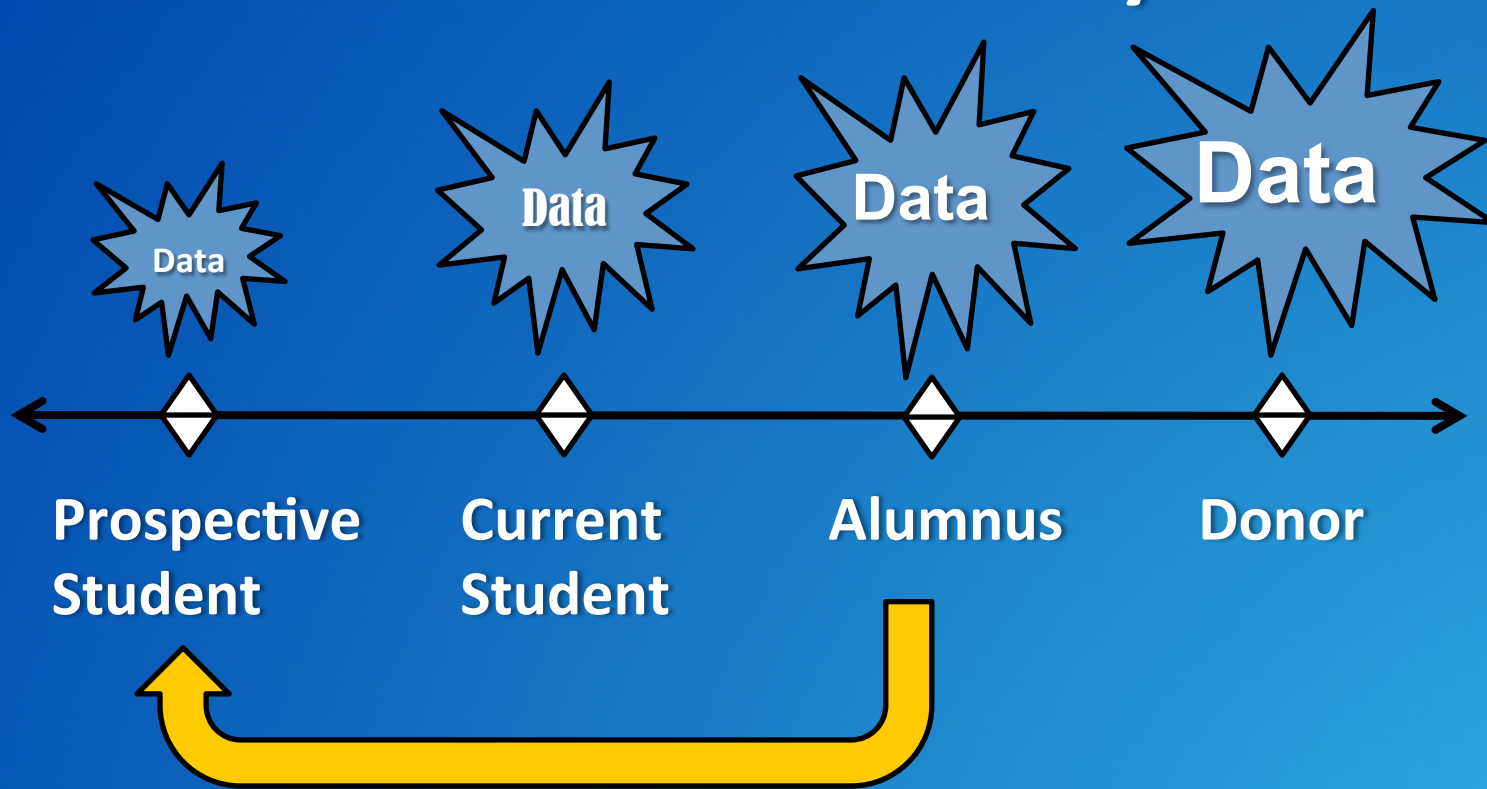 Data
Data
Data
Data
Prospective
Student
Current
Student
Alumnus
Donor